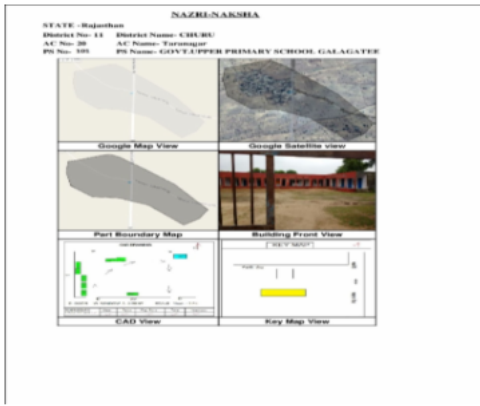 NAZRI-NAKSHA
STATE -Rajasthan
District No- 11 District Name- CHURU
AC No- 20 AC Name- Taranagar
PS No- 101 PS Name- GOVT.UPPER PRIMARY SCHOOL GALAGATEE
Google Map View Google Satellite view
Part Boundary Map Building Front View
KEY MAP
CAD View Key Map View